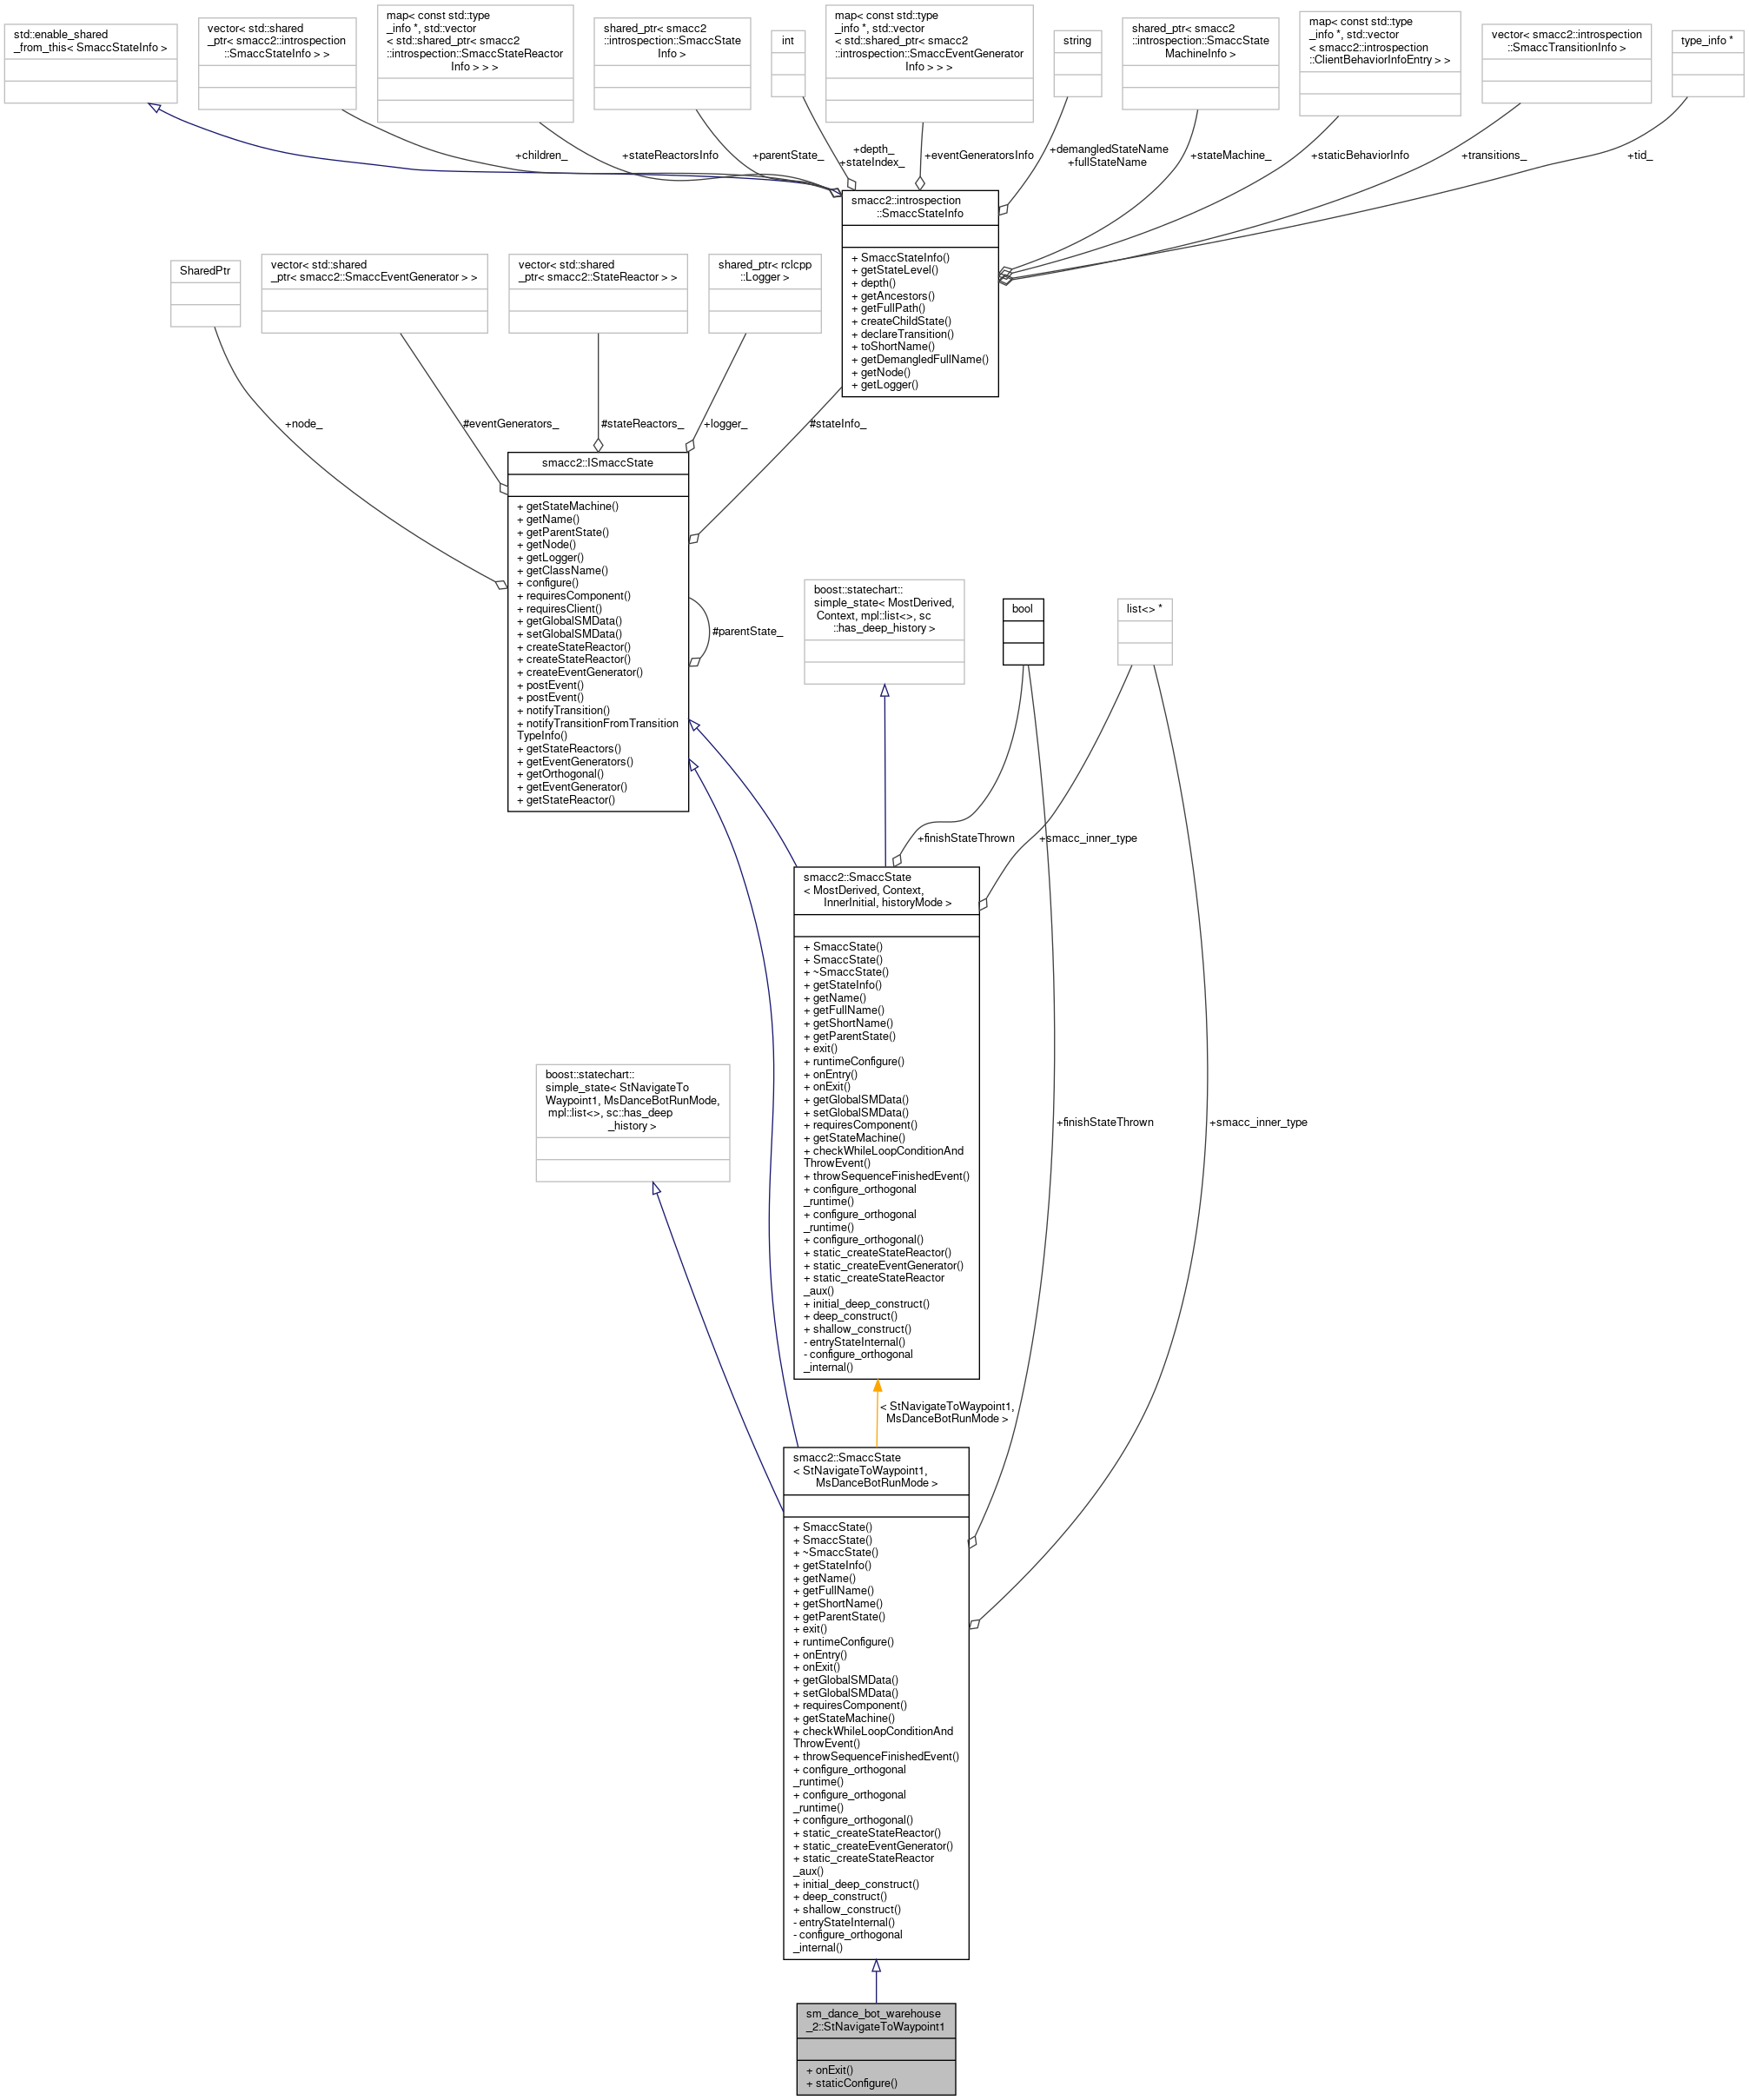 std::enable_shared
_from_this< SmaccStateInfo >
vector< std::shared
_ptr< smacc2::introspection
::SmaccStateInfo > >
map< const std::type
_info *, std::vector
< std::shared_ptr< smacc2
::introspection::SmaccStateReactor
Info > > >
shared_ptr< smacc2
::introspection::SmaccState
Info >
int
map< const std::type
_info *, std::vector
< std::shared_ptr< smacc2
::introspection::SmaccEventGenerator
Info > > >
string
shared_ptr< smacc2
::introspection::SmaccState
MachineInfo >
map< const std::type
_info *, std::vector
< smacc2::introspection
::ClientBehaviorInfoEntry > >
vector< smacc2::introspection
::SmaccTransitionInfo >
type_info *
+children_
+stateReactorsInfo
+parentState_
+depth_
+stateIndex_
+eventGeneratorsInfo
+demangledStateName
+fullStateName
+stateMachine_
+staticBehaviorInfo
+transitions_
+tid_
smacc2::introspection
::SmaccStateInfo
+ SmaccStateInfo()
+ getStateLevel()
+ depth()
+ getAncestors()
+ getFullPath()
+ createChildState()
+ declareTransition()
+ toShortName()
+ getDemangledFullName()
+ getNode()
+ getLogger()
SharedPtr
vector< std::shared
_ptr< smacc2::SmaccEventGenerator > >
vector< std::shared
_ptr< smacc2::StateReactor > >
shared_ptr< rclcpp
::Logger >
+node_
#eventGenerators_
#stateReactors_
+logger_
#stateInfo_
smacc2::ISmaccState
+ getStateMachine()
+ getName()
+ getParentState()
+ getNode()
+ getLogger()
+ getClassName()
+ configure()
+ requiresComponent()
+ requiresClient()
+ getGlobalSMData()
+ setGlobalSMData()
+ createStateReactor()
+ createStateReactor()
+ createEventGenerator()
+ postEvent()
+ postEvent()
+ notifyTransition()
+ notifyTransitionFromTransition
TypeInfo()
+ getStateReactors()
+ getEventGenerators()
+ getOrthogonal()
+ getEventGenerator()
+ getStateReactor()
#parentState_
boost::statechart::
simple_state< MostDerived,
Context, mpl::list<>, sc
::has_deep_history >
bool
list<> *
+finishStateThrown
+smacc_inner_type
smacc2::SmaccState
< MostDerived, Context,
InnerInitial, historyMode >
+ SmaccState()
+ SmaccState()
+ ~SmaccState()
+ getStateInfo()
+ getName()
+ getFullName()
+ getShortName()
+ getParentState()
+ exit()
+ runtimeConfigure()
+ onEntry()
+ onExit()
+ getGlobalSMData()
+ setGlobalSMData()
+ requiresComponent()
+ getStateMachine()
+ checkWhileLoopConditionAnd
ThrowEvent()
+ throwSequenceFinishedEvent()
+ configure_orthogonal
_runtime()
+ configure_orthogonal
_runtime()
+ configure_orthogonal()
+ static_createStateReactor()
+ static_createEventGenerator()
+ static_createStateReactor
_aux()
+ initial_deep_construct()
+ deep_construct()
+ shallow_construct()
- entryStateInternal()
- configure_orthogonal
_internal()
boost::statechart::
simple_state< StNavigateTo
Waypoint1, MsDanceBotRunMode,
mpl::list<>, sc::has_deep
_history >
+finishStateThrown
+smacc_inner_type
< StNavigateToWaypoint1,
MsDanceBotRunMode >
smacc2::SmaccState
< StNavigateToWaypoint1,
MsDanceBotRunMode >
+ SmaccState()
+ SmaccState()
+ ~SmaccState()
+ getStateInfo()
+ getName()
+ getFullName()
+ getShortName()
+ getParentState()
+ exit()
+ runtimeConfigure()
+ onEntry()
+ onExit()
+ getGlobalSMData()
+ setGlobalSMData()
+ requiresComponent()
+ getStateMachine()
+ checkWhileLoopConditionAnd
ThrowEvent()
+ throwSequenceFinishedEvent()
+ configure_orthogonal
_runtime()
+ configure_orthogonal
_runtime()
+ configure_orthogonal()
+ static_createStateReactor()
+ static_createEventGenerator()
+ static_createStateReactor
_aux()
+ initial_deep_construct()
+ deep_construct()
+ shallow_construct()
- entryStateInternal()
- configure_orthogonal
_internal()
sm_dance_bot_warehouse
_2::StNavigateToWaypoint1
+ onExit()
+ staticConfigure()